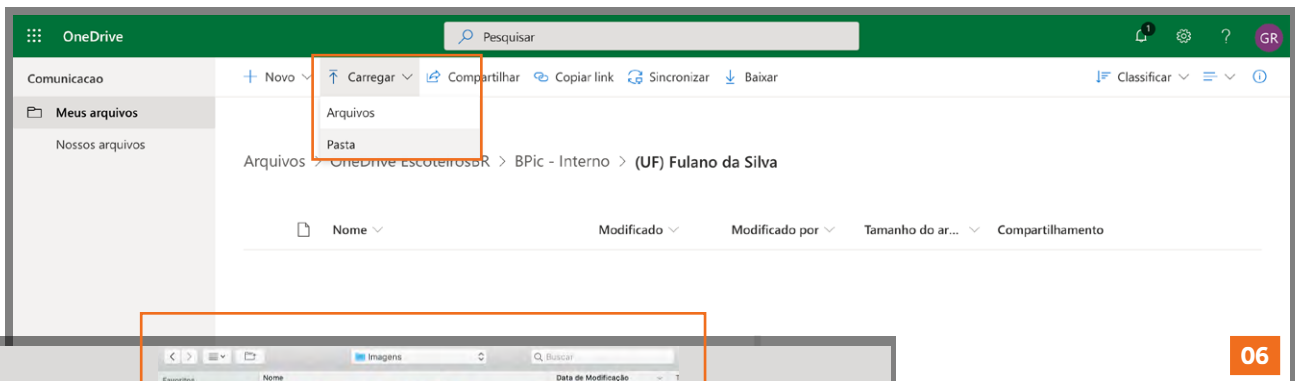 OneDrive
Pesquisar
1
?
GR
Comunicacao
Novo Carregar Compartilhar Copiar link Sincronizar Baixar Classificar
Meus arquivos
Nossos arquivos
Arquivos
Pasta
Arquivos > OneDrive EscoteirosBR > BPic - Interno > (UF) Fulano da Silva
Nome Modificado Modificado por Tamanho do ar... Compartilhamento
Imagens
Buscar
Favoritos
Nome Data de Modificação
06